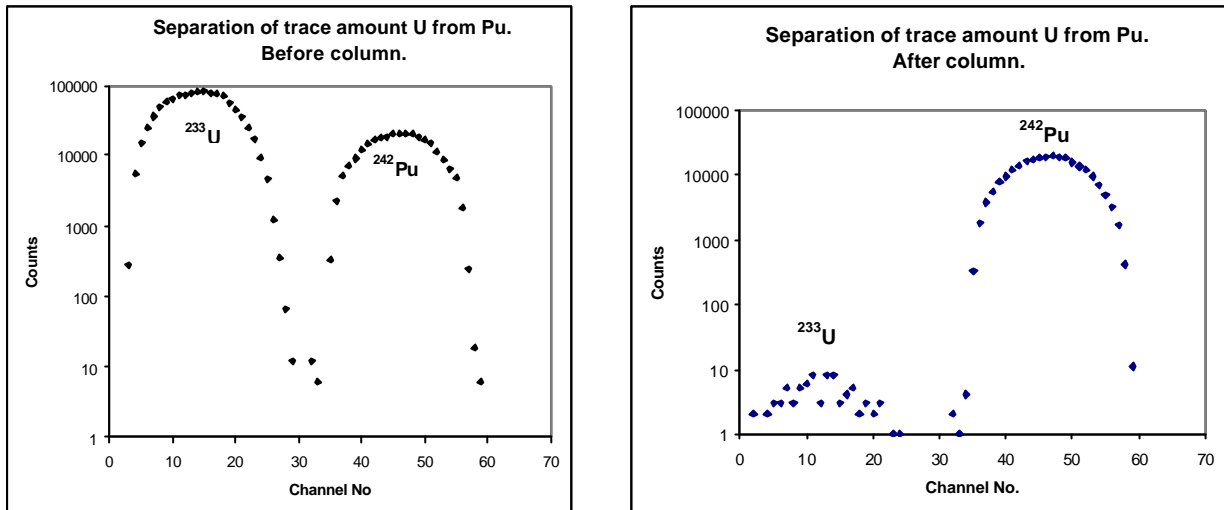 Separation of trace amount U from Pu.
Before column.
100000
10000
1000
100
10
1
Counts
²³³U
²⁴²Pu
0 10 20 30 40 50 60 70
Channel No
Separation of trace amount U from Pu.
After column.
100000
10000
1000
100
10
1
Counts
²⁴²Pu
²³³U
0 10 20 30 40 50 60 70
Channel No.